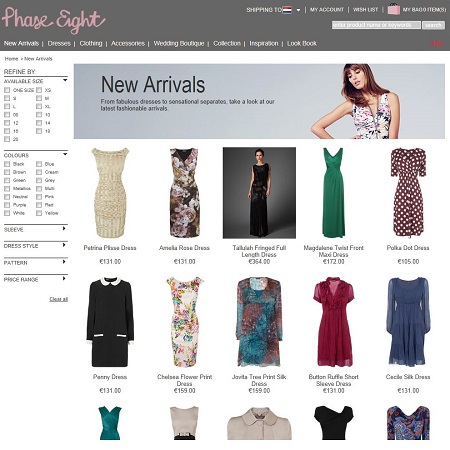 Phase Eight
SHIPPING TO
MY ACCOUNT
WISH LIST
MY BAG 0 ITEM(S)
enter product name or keywords
search
New Arrivals | Dresses | Clothing | Accessories | Wedding Boutique | Collection | Inspiration | Look Book
Home » New Arrivals
REFINE BY:
AVAILABLE SIZE
ONE SIZE XS
S M
L XL
08 10
12 14
16 18
20
COLOURS
Black Blue
Brown Cream
Green Grey
Metallics Multi
Neutral Pink
Purple Red
White Yellow
SLEEVE
DRESS STYLE
PATTERN
PRICE RANGE
Clear all
New Arrivals
From fabulous dresses to sensational separates, take a look at our
latest fashionable arrivals.
Petrina Plisse Dress
€131.00
Amelia Rose Dress
€131.00
Tallulah Fringed Full
Length Dress
€364.00
Magdalene Twist Front
Maxi Dress
€172.00
Polka Dot Dress
€105.00
Penny Dress
€131.00
Chelsea Flower Print
Dress
€159.00
Jovita Tree Print Silk
Dress
€159.00
Button Ruffle Short
Sleeve Dress
€131.00
Cecile Silk Dress
€131.00